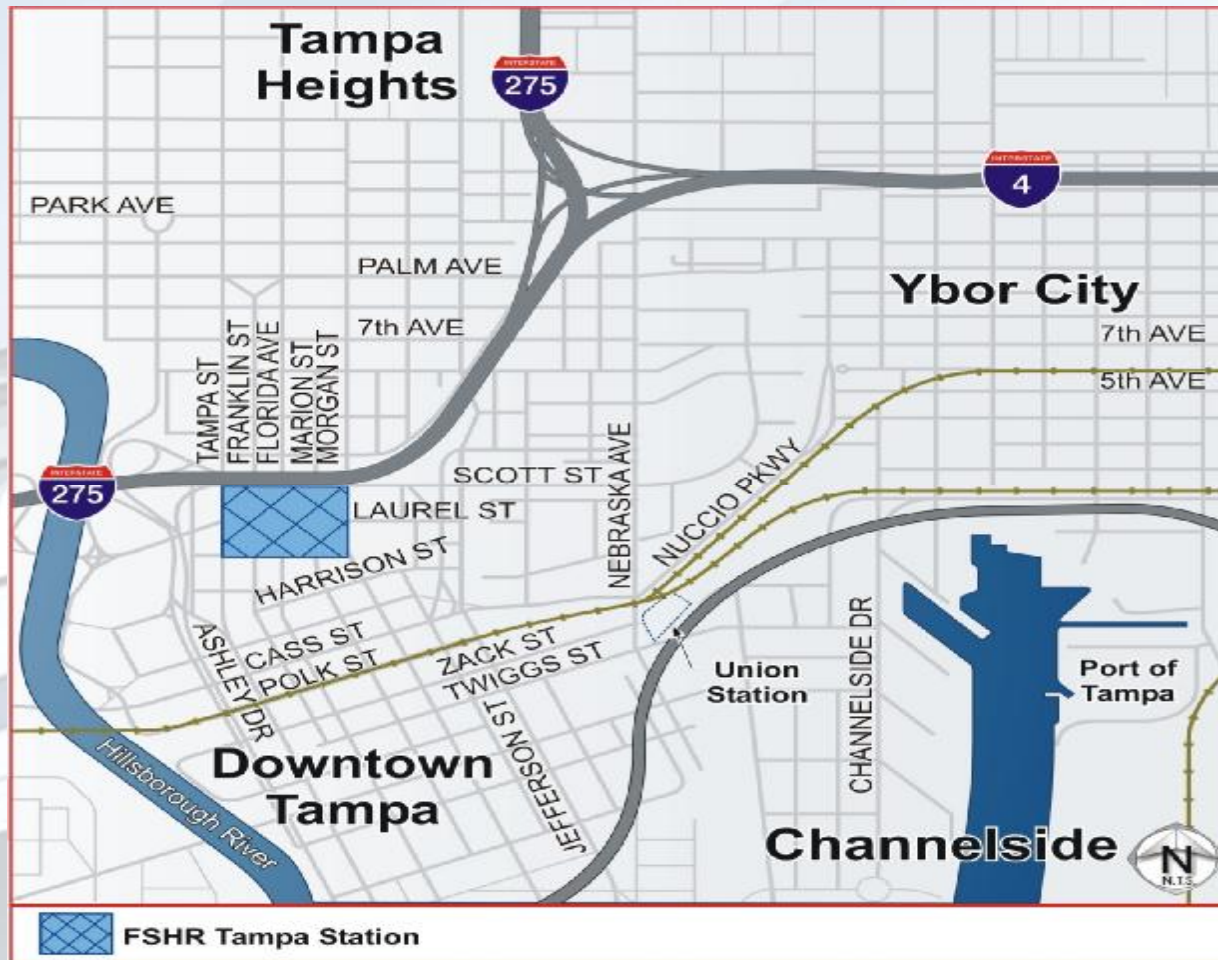 Tampa
Heights
INTERSTATE
275
INTERSTATE
4
PARK AVE
PALM AVE
Ybor City
7th AVE
7th AVE
5th AVE
TAMPA ST
FRANKLIN ST
FLORIDA AVE
MARION ST
MORGAN ST
INTERSTATE
275
SCOTT ST
LAUREL ST
NEBRASKA AVE
NUCCIO PKWY
HARRISON ST
CASS ST
POLK ST
ASHLEY DR
ZACK ST
TWIGGS ST
JEFFERSON ST
Union
Station
CHANNELSIDE DR
Port of
Tampa
Hillsborough River
Downtown
Tampa
Channelside
N
N.T.S
FSHR Tampa Station